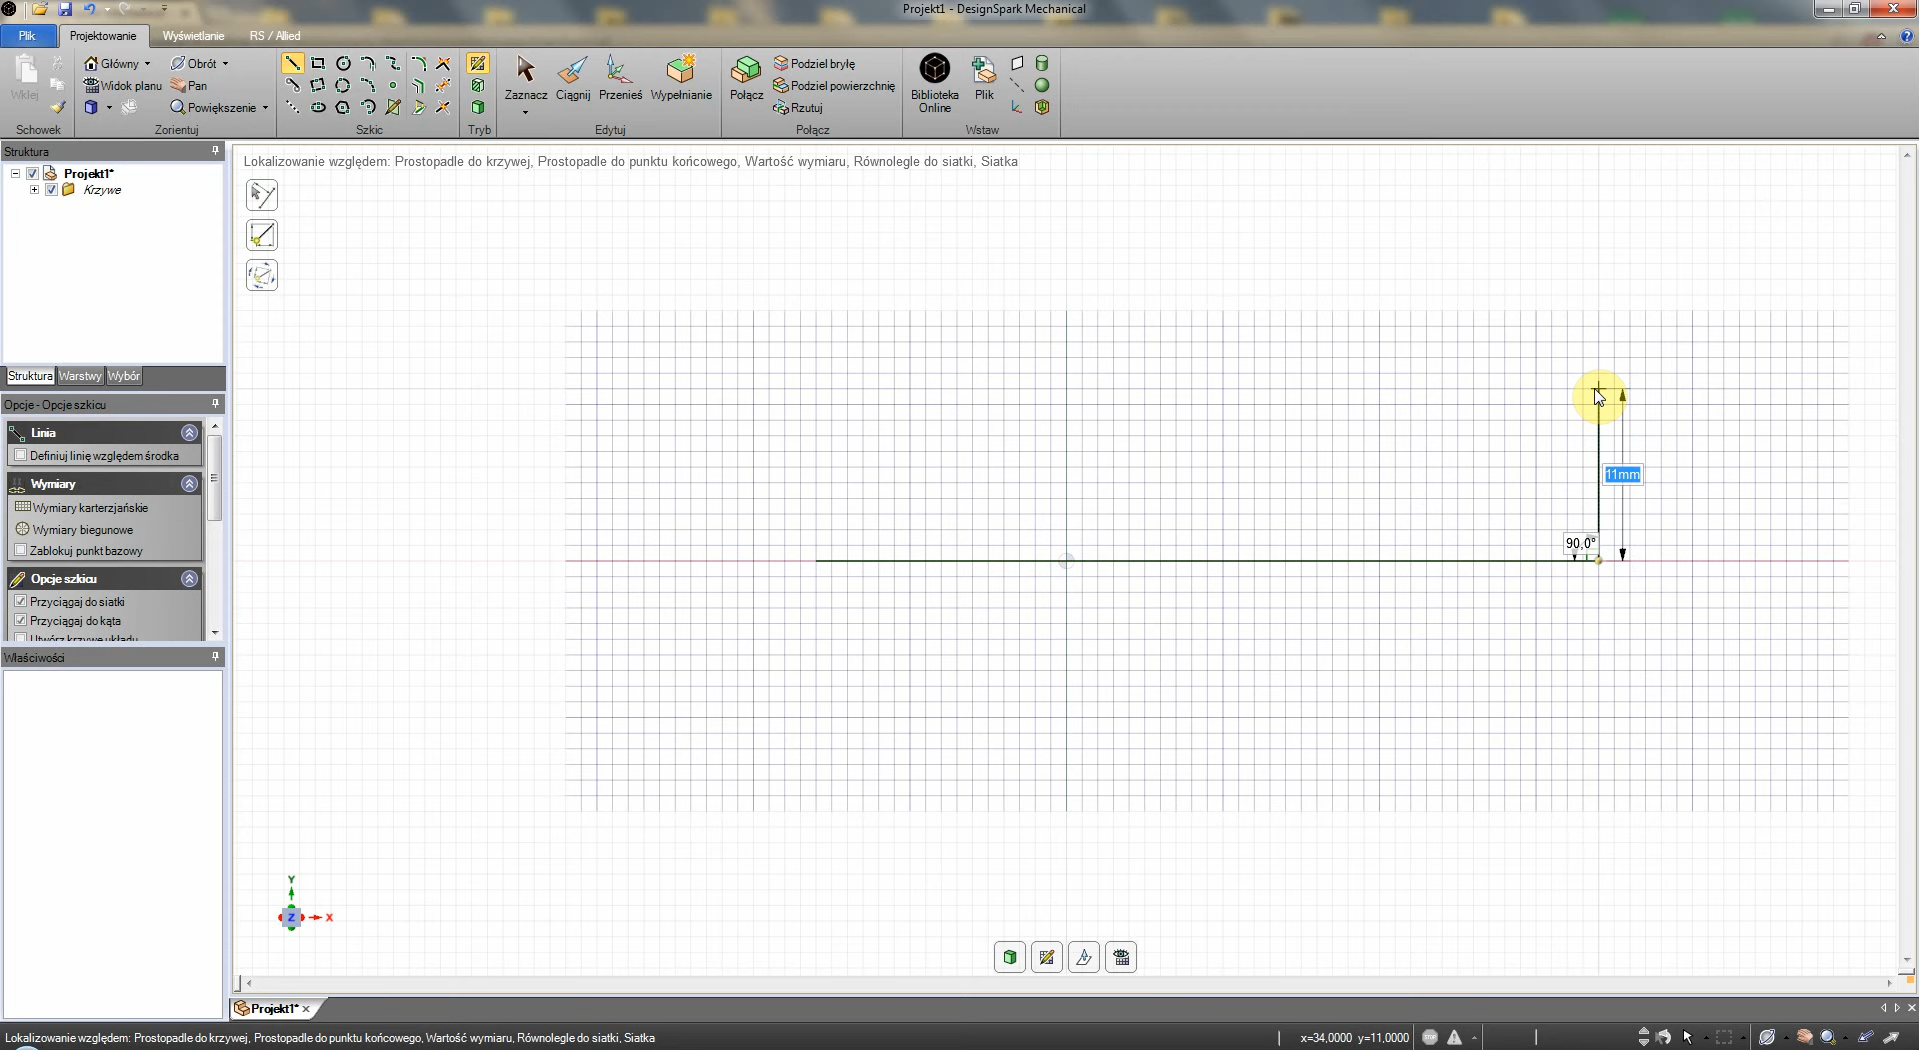 Projekt1 - DesignSpark Mechanical
Plik
Projektowanie
Wyświetlanie
RS / Allied
Wklej
Główny
Widok planu
Obrót
Pan
Powiększenie
Zaznacz
Ciągnij
Przenieś
Wypełnianie
Połącz
Podziel bryłę
Podziel powierzchnię
Rzutuj
Biblioteka
Online
Plik
Schowek
Zorientuj
Szkic
Tryb
Edytuj
Połącz
Wstaw
Struktura
Projekt1*
Krzywe
Struktura
Warstwy
Wybór
Opcje - Opcje szkicu
Linia
Definiuj linię względem środka
Wymiary
Wymiary karterzjańskie
Wymiary biegunowe
Zablokuj punkt bazowy
Opcje szkicu
Przyciągaj do siatki
Przyciągaj do kąta
Utwórz krzywe układu
Właściwości
Lokalizowanie względem: Prostopadle do krzywej, Prostopadle do punktu końcowego, Wartość wymiaru, Równolegle do siatki, Siatka
11mm
90,0°
Y
Z
X
Projekt1*
Lokalizowanie względem: Prostopadle do krzywej, Prostopadle do punktu końcowego, Wartość wymiaru, Równolegle do siatki, Siatka
x=34,0000 y=11,0000